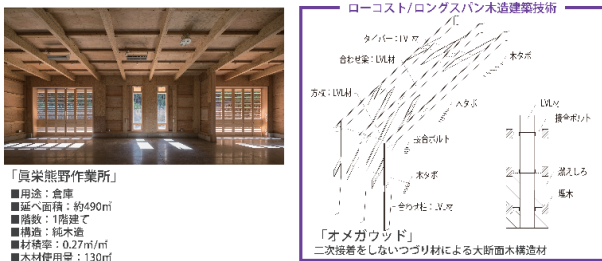 「眞栄熊野作業所」
■用途：倉庫
■延べ面積：約490㎡
■階数：1階建て
■構造：純木造
■材積率：0.27㎥/㎡
■木材使用量：130㎥
ローコスト/ロングスパン木造建築技術
タイバー：LVL材
合わせ梁：LVL材
方杖：LVL材
木ダボ
木ダボ
接合ボルト
木ダボ
合わせ柱：LVL材
LVL材
接合ボルト
燃えしろ
「オメガウッド」
二次接着をしないつづり材による大断面木構造材